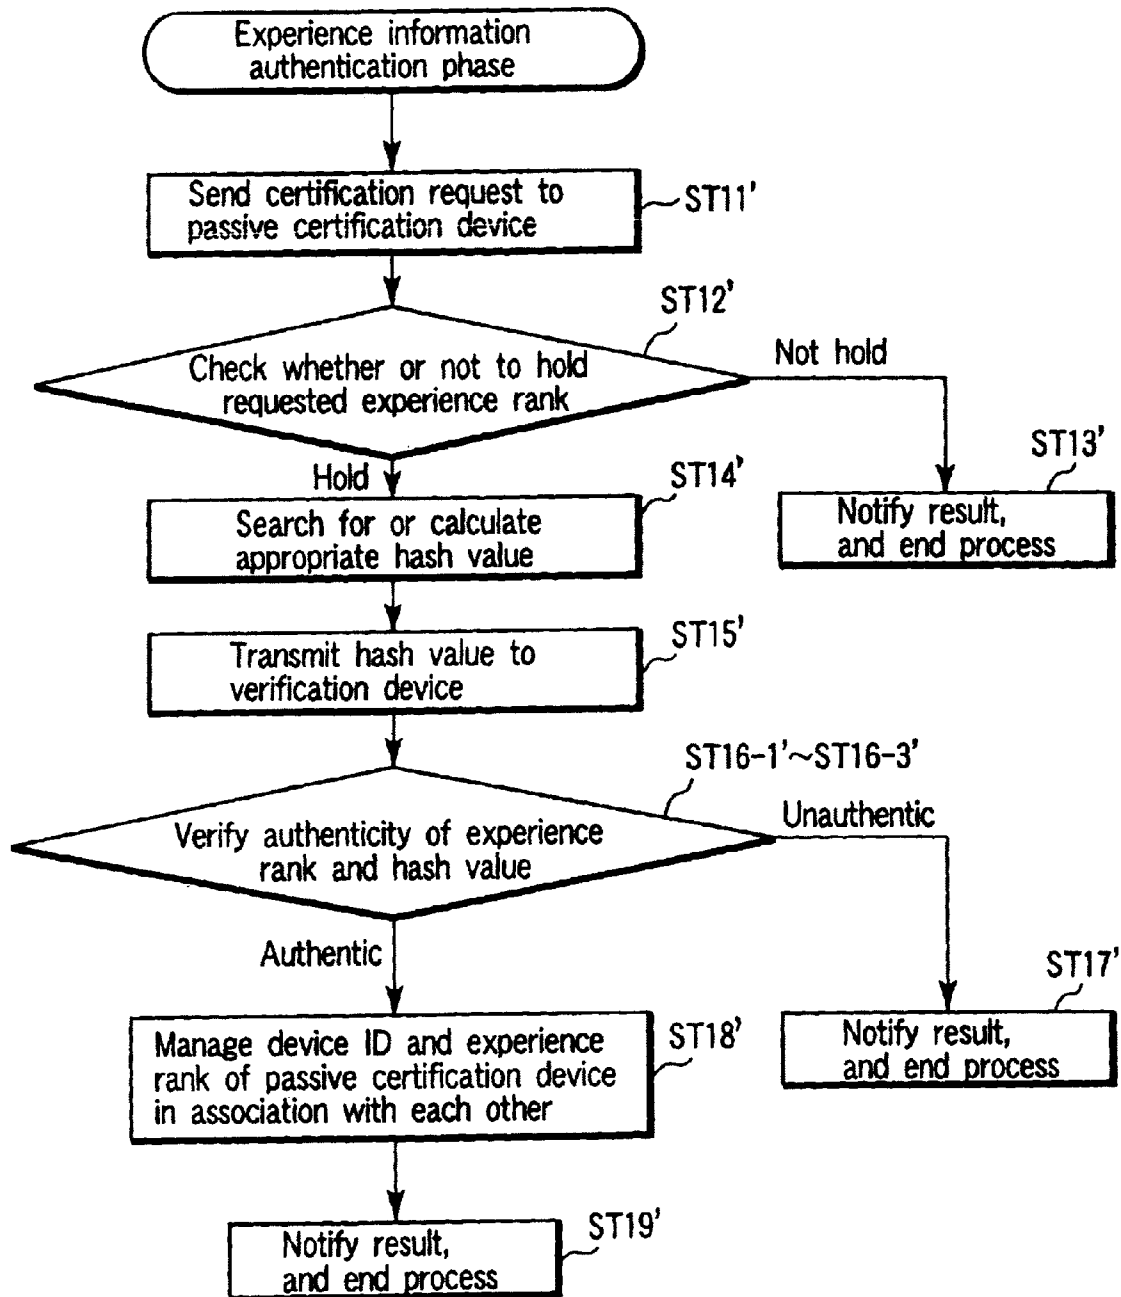 Experience information
authentication phase
Send certification request to
passive certification device
ST11'
ST12'
Check whether or not to hold
requested experience rank
Not hold
Hold
ST13'
Notify result,
and end process
ST14'
Search for or calculate
appropriate hash value
ST15'
Transmit hash value to
verification device
ST16-1'~ST16-3'
Verify authenticity of experience
rank and hash value
Unauthentic
Authentic
ST17'
Notify result,
and end process
ST18'
Manage device ID and experience
rank of passive certification device
in association with each other
ST19'
Notify result,
and end process